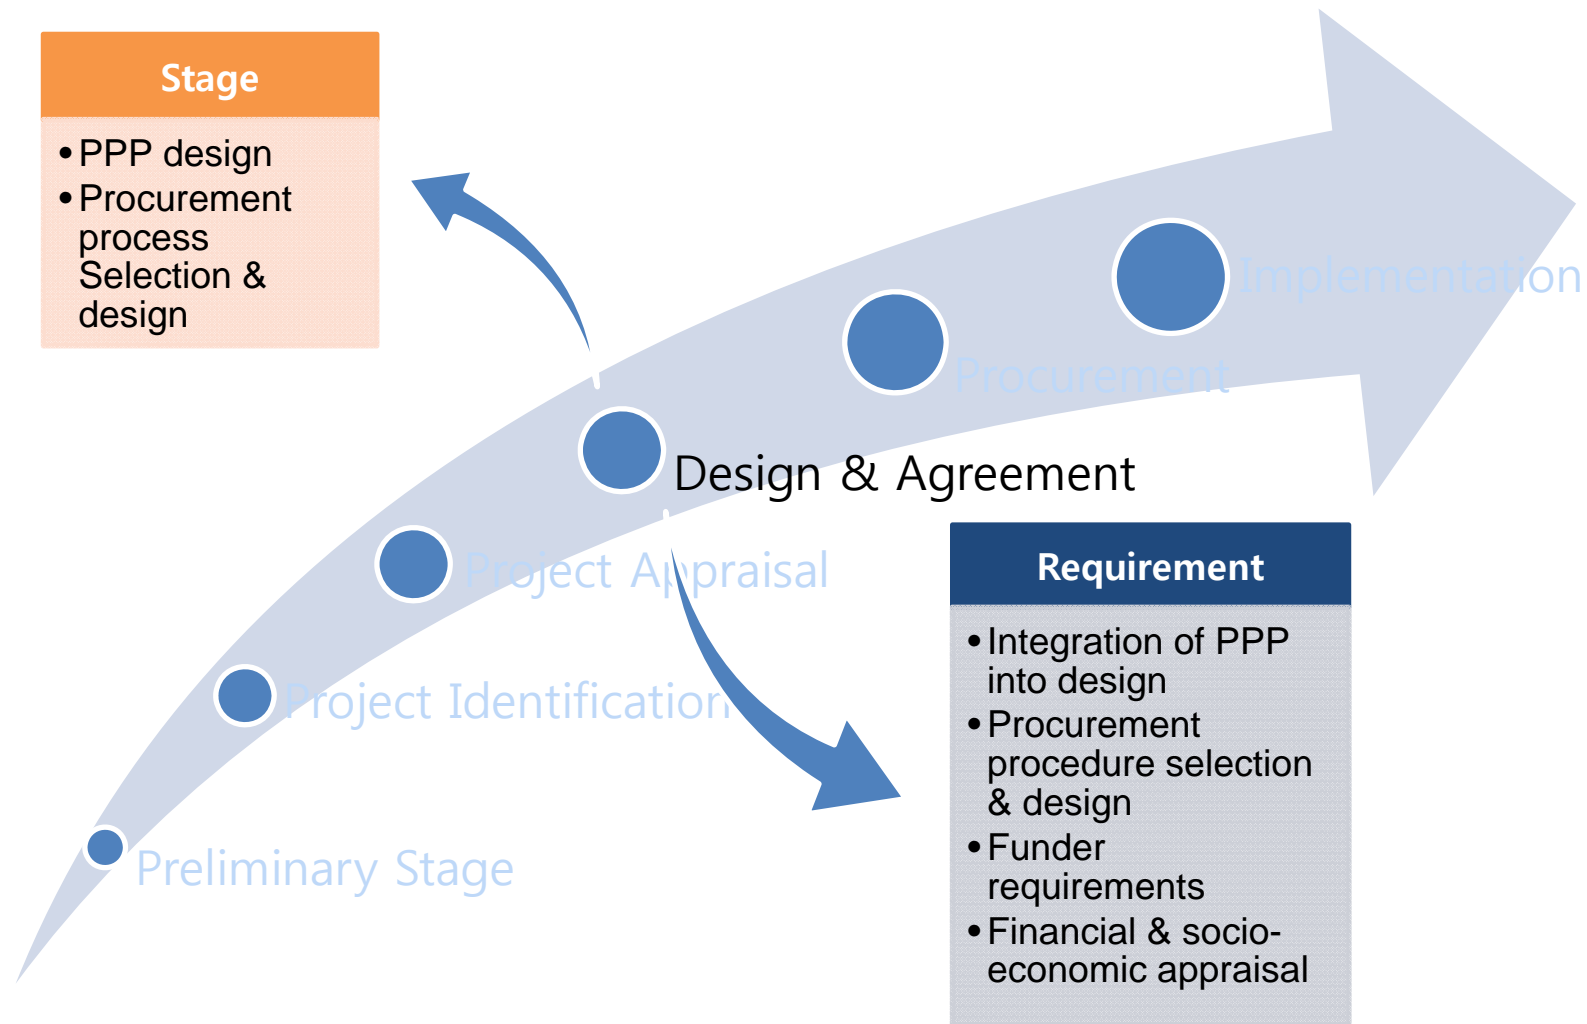 Stage
•PPP design
•Procurement
process
Selection &
design
Implementation
Procurement
Design & Agreement
Project Appraisal
Project Identification
Preliminary Stage
Requirement
•Integration of PPP
into design
•Procurement
procedure selection
& design
•Funder
requirements
•Financial & socio-
economic appraisal